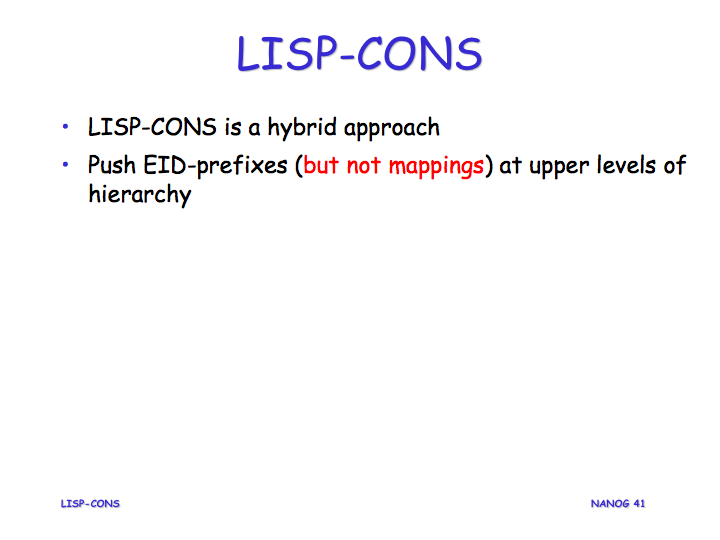 LISP-CONS
• LISP-CONS is a hybrid approach
• Push EID-prefixes (but not mappings) at upper levels of
hierarchy
LISP-CONS
NANOG 41